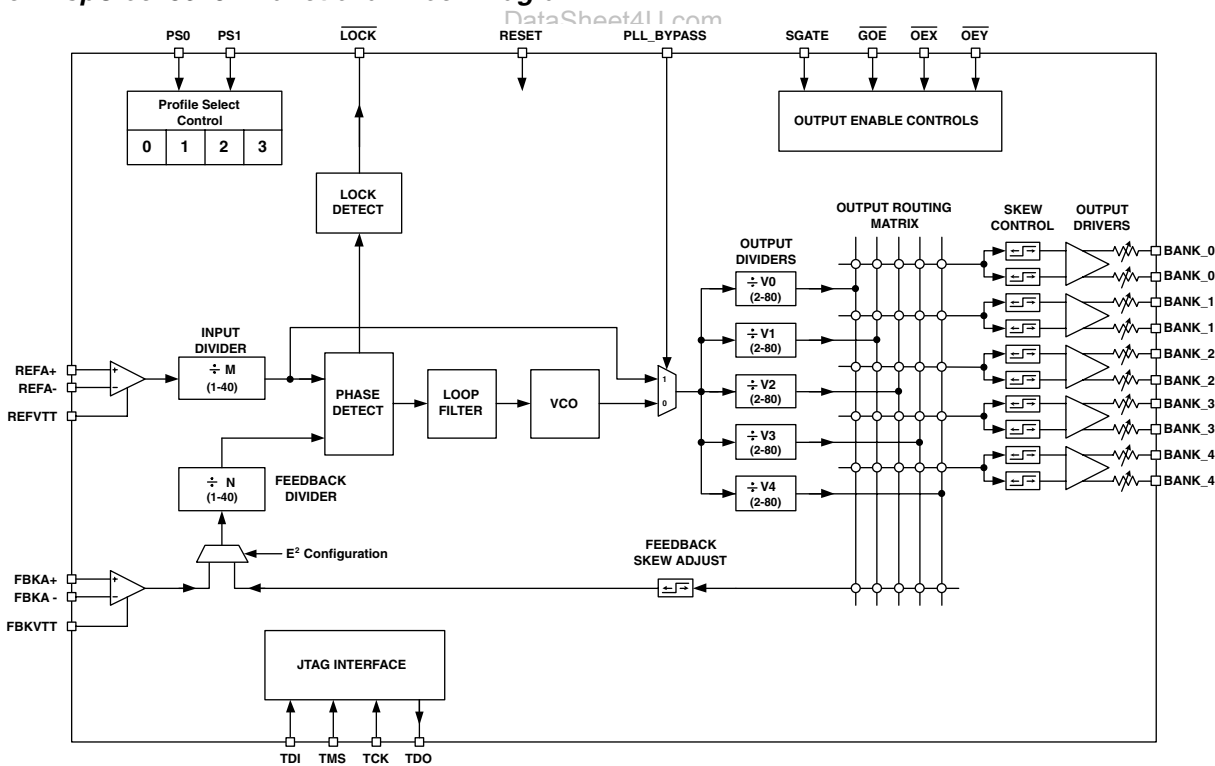 DataSheet4U.com
PS0 PS1 LOCK RESET PLL_BYPASS SGATE GOE OEX OEY
Profile Select
Control
0 1 2 3
OUTPUT ENABLE CONTROLS
LOCK
DETECT
OUTPUT ROUTING
MATRIX
SKEW
CONTROL
OUTPUT
DRIVERS
OUTPUT
DIVIDERS
÷ V0
(2-80)
÷ V1
(2-80)
÷ V2
(2-80)
÷ V3
(2-80)
÷ V4
(2-80)
BANK_0
BANK_0
BANK_1
BANK_1
BANK_2
BANK_2
BANK_3
BANK_3
BANK_4
BANK_4
INPUT
DIVIDER
÷ M
(1-40)
REFA+
REFA-
REFVTT
+
−
PHASE
DETECT
LOOP
FILTER
VCO
1
0
÷ N
(1-40)
FEEDBACK
DIVIDER
E² Configuration
FEEDBACK
SKEW ADJUST
FBKA+
FBKA -
FBKVTT
+
−
JTAG INTERFACE
TDI TMS TCK TDO